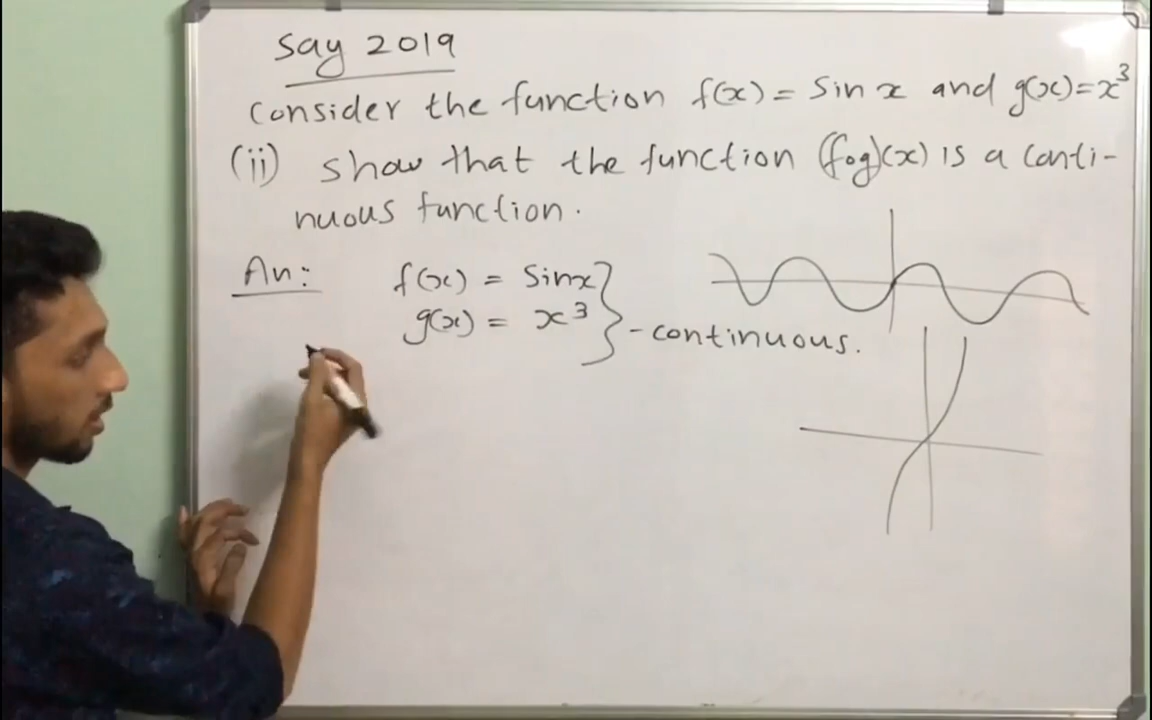 Say 2019
Consider the function f(x) = Sin x and g(x)=x³
(ii) show that the function (fog)(x) is a conti-
nuous function.
An:
f(x) = Sinx
g(x) = x³ } - continuous.